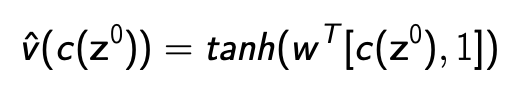 v̂(c(z⁰)) = tanh(wᵀ[c(z⁰), 1])